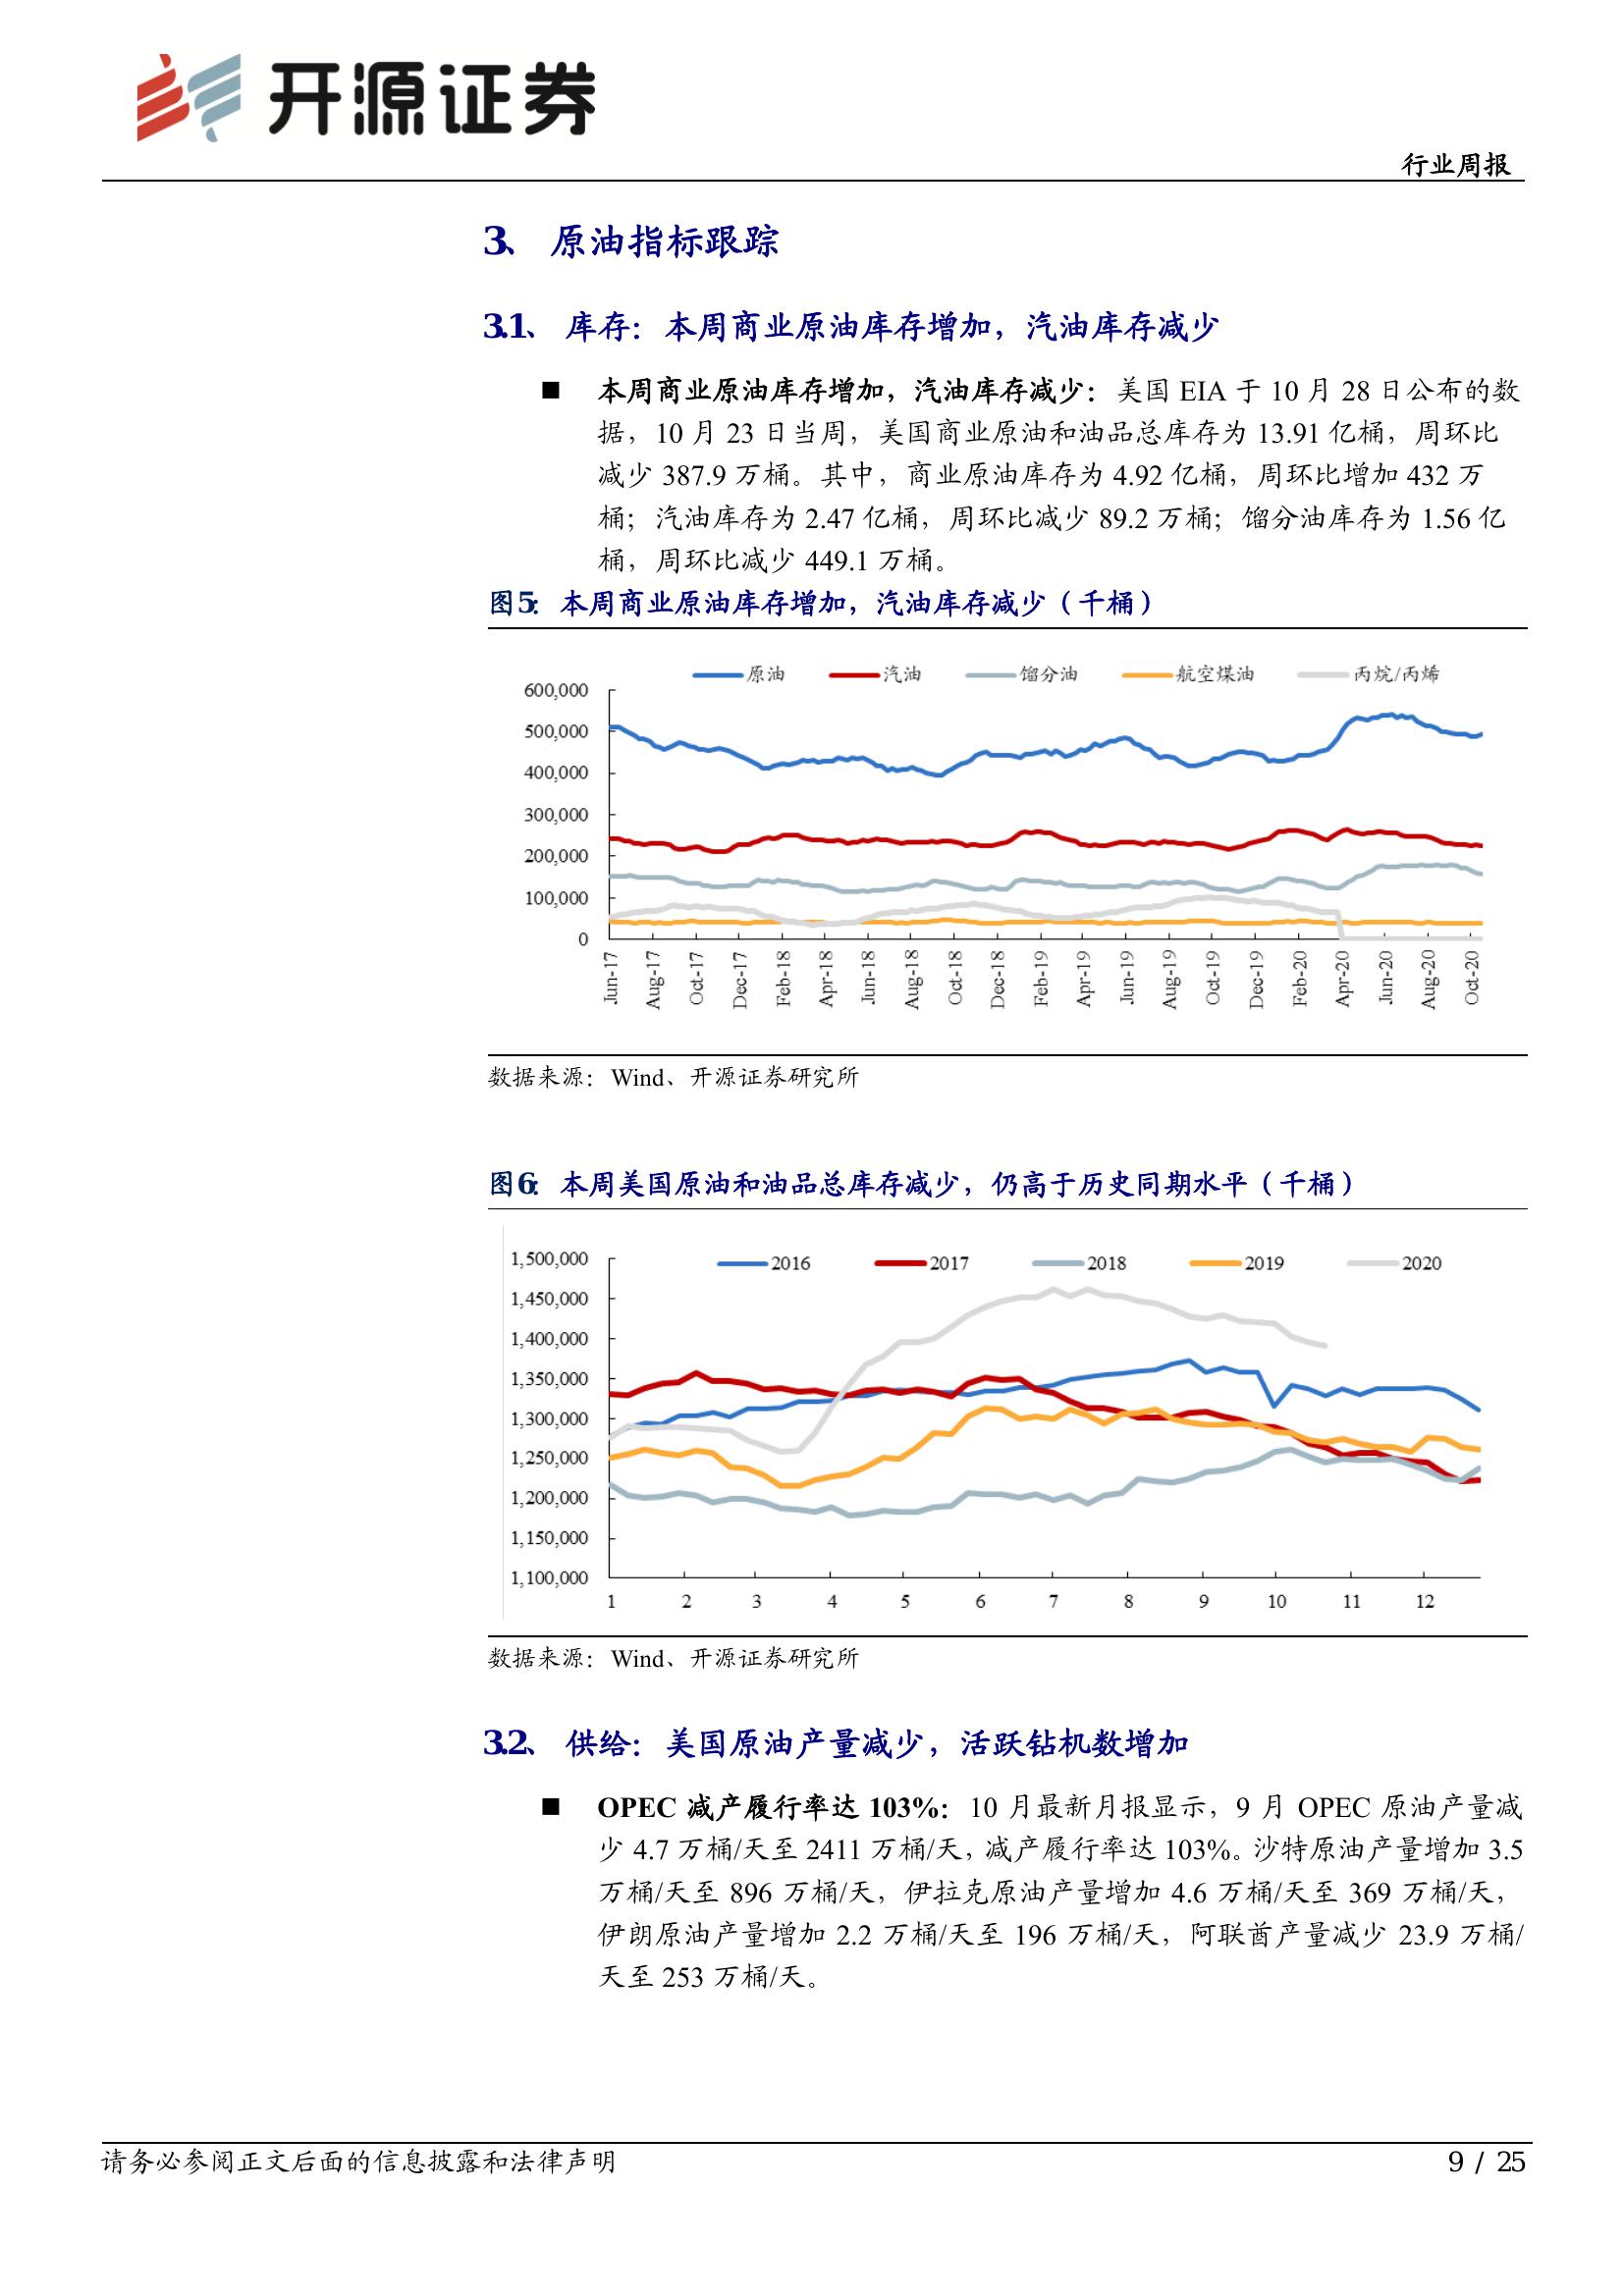 开源证券
行业周报
3、 原油指标跟踪
3.1、 库存：本周商业原油库存增加，汽油库存减少
■ 本周商业原油库存增加，汽油库存减少：美国 EIA 于 10 月 28 日公布的数
据，10 月 23 日当周，美国商业原油和油品总库存为 13.91 亿桶，周环比
减少 387.9 万桶。其中，商业原油库存为 4.92 亿桶，周环比增加 432 万
桶；汽油库存为 2.47 亿桶，周环比减少 89.2 万桶；馏分油库存为 1.56 亿
桶，周环比减少 449.1 万桶。
图5：本周商业原油库存增加，汽油库存减少（千桶）
原油 汽油 馏分油 航空煤油 丙烷/丙烯
600,000
500,000
400,000
300,000
200,000
100,000
0
Jun-17 Aug-17 Oct-17 Dec-17 Feb-18 Apr-18 Jun-18 Aug-18 Oct-18 Dec-18 Feb-19 Apr-19 Jun-19 Aug-19 Oct-19 Dec-19 Feb-20 Apr-20 Jun-20 Aug-20 Oct-20
数据来源：Wind、开源证券研究所
图6：本周美国原油和油品总库存减少，仍高于历史同期水平（千桶）
2016 2017 2018 2019 2020
1,500,000
1,450,000
1,400,000
1,350,000
1,300,000
1,250,000
1,200,000
1,150,000
1,100,000
1 2 3 4 5 6 7 8 9 10 11 12
数据来源：Wind、开源证券研究所
3.2、 供给：美国原油产量减少，活跃钻机数增加
■ OPEC 减产履行率达 103%：10 月最新月报显示，9 月 OPEC 原油产量减
少 4.7 万桶/天至 2411 万桶/天，减产履行率达 103%。沙特原油产量增加 3.5
万桶/天至 896 万桶/天，伊拉克原油产量增加 4.6 万桶/天至 369 万桶/天，
伊朗原油产量增加 2.2 万桶/天至 196 万桶/天，阿联酋产量减少 23.9 万桶/
天至 253 万桶/天。
请务必参阅正文后面的信息披露和法律声明
9 / 25